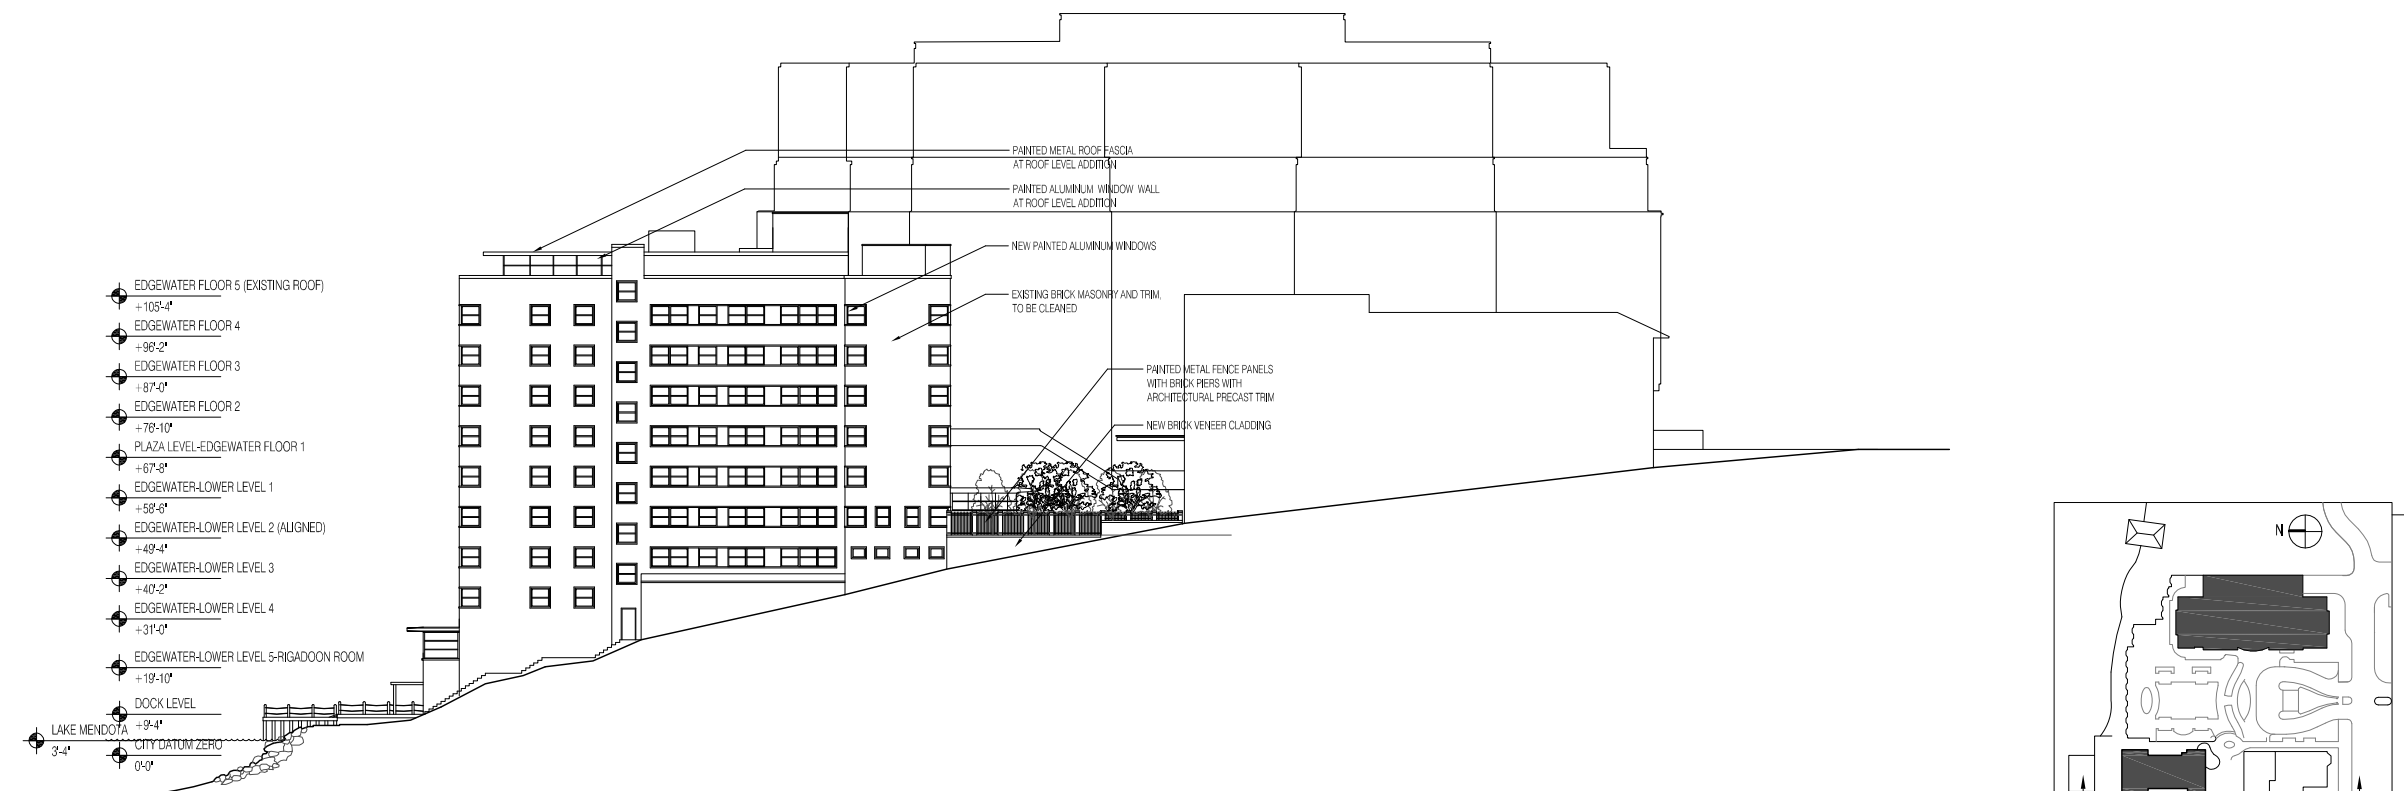 PAINTED METAL ROOF FASCIA
AT ROOF LEVEL ADDITION
PAINTED ALUMINUM WINDOW WALL
AT ROOF LEVEL ADDITION
NEW PAINTED ALUMINUM WINDOWS
EXISTING BRICK MASONRY AND TRIM,
TO BE CLEANED
PAINTED METAL FENCE PANELS
WITH BRICK PIERS WITH
ARCHITECTURAL PRECAST TRIM
NEW BRICK VENEER CLADDING
EDGEWATER FLOOR 5 (EXISTING ROOF)
+105'-4"
EDGEWATER FLOOR 4
+96'-2"
EDGEWATER FLOOR 3
+87'-0"
EDGEWATER FLOOR 2
+76'-10"
PLAZA LEVEL-EDGEWATER FLOOR 1
+67'-8"
EDGEWATER-LOWER LEVEL 1
+58'-6"
EDGEWATER-LOWER LEVEL 2 (ALIGNED)
+49'-4"
EDGEWATER-LOWER LEVEL 3
+40'-2"
EDGEWATER-LOWER LEVEL 4
+31'-0"
EDGEWATER-LOWER LEVEL 5-RIGADOON ROOM
+19'-10"
DOCK LEVEL
+9'-4"
LAKE MENDOTA
3'-4"
CITY DATUM ZERO
0'-0"
N